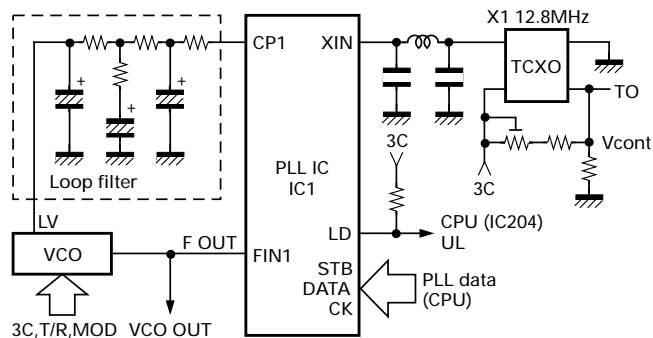 X1 12.8MHz
CP1
XIN
TCXO
TO
+
+
+
Vcont
3C
3C
Loop filter
PLL IC
IC1
LV
VCO
F OUT
FIN1
LD
CPU (IC204)
UL
STB
DATA
CK
PLL data
(CPU)
3C,T/R,MOD
VCO OUT